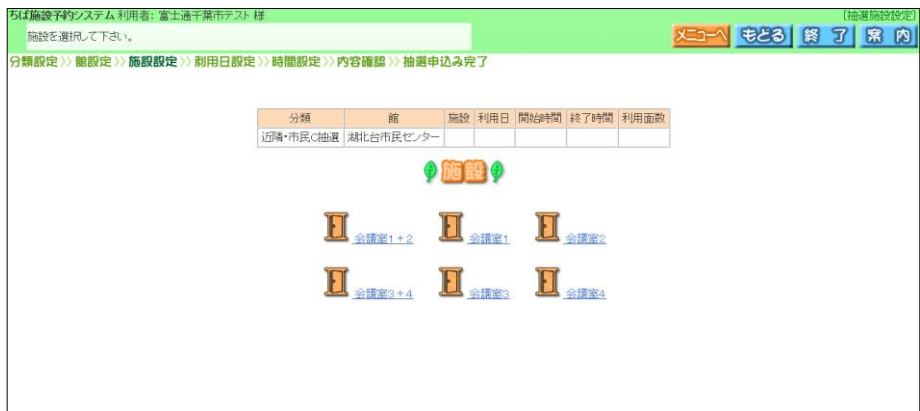 ちば施設予約システム 利用者: 富士通千葉市テスト 様
[抽選施設設定]
施設を選択して下さい。
メニューへ もどる 終 了 案 内
分類設定 〉〉 館設定 〉〉 施設設定 〉〉 利用日設定 〉〉 時間設定 〉〉 内容確認 〉〉 抽選申込み完了
分類 館 施設 利用日 開始時間 終了時間 利用面数
近隣・市民C抽選 湖北台市民センター
施設
会議室1+2 会議室1 会議室2
会議室3+4 会議室3 会議室4